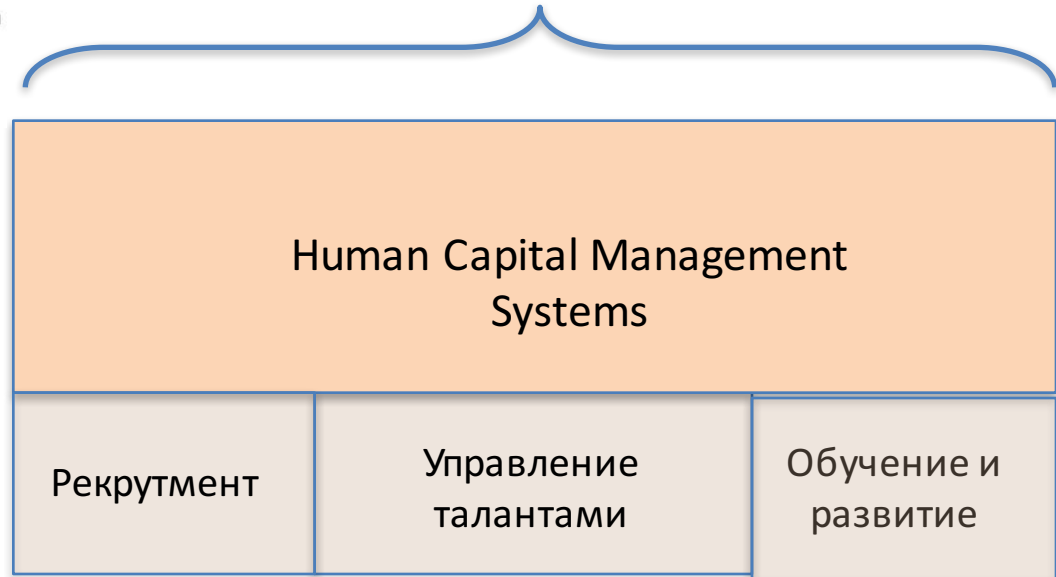 Human Capital Management
Systems
Рекрутмент
Управление
талантами
Обучение и
развитие